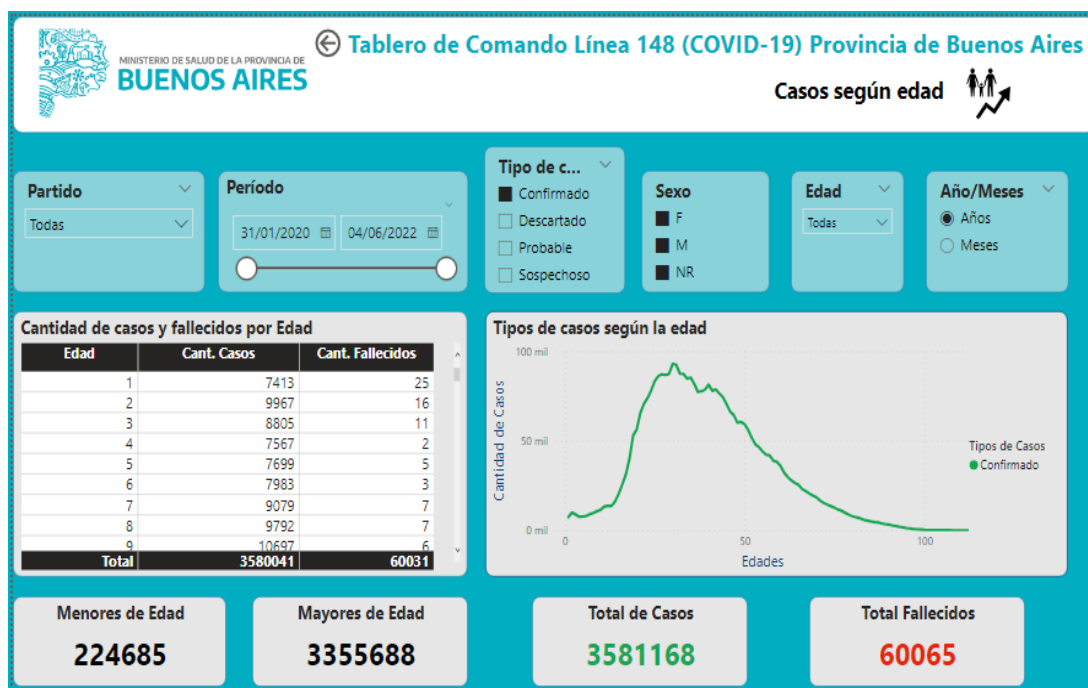 Tablero de Comando Línea 148 (COVID-19) Provincia de Buenos Aires
MINISTERIO DE SALUD DE LA PROVINCIA DE
BUENOS AIRES
Casos según edad
Partido
Todas
Período
31/01/2020 04/06/2022
Tipo de c...
Confirmado
Descartado
Probable
Sospechoso
Sexo
F
M
NR
Edad
Todas
Año/Meses
Años
Meses
Cantidad de casos y fallecidos por Edad
Edad Cant. Casos Cant. Fallecidos
1 7413 25
2 9967 16
3 8805 11
4 7567 2
5 7699 5
6 7983 3
7 9079 7
8 9792 7
9 10697 6
Total 3580041 60031
Tipos de casos según la edad
Cantidad de Casos
100 mil
50 mil
0 mil
0 50 100
Edades
Tipos de Casos
Confirmado
Menores de Edad
224685
Mayores de Edad
3355688
Total de Casos
3581168
Total Fallecidos
60065